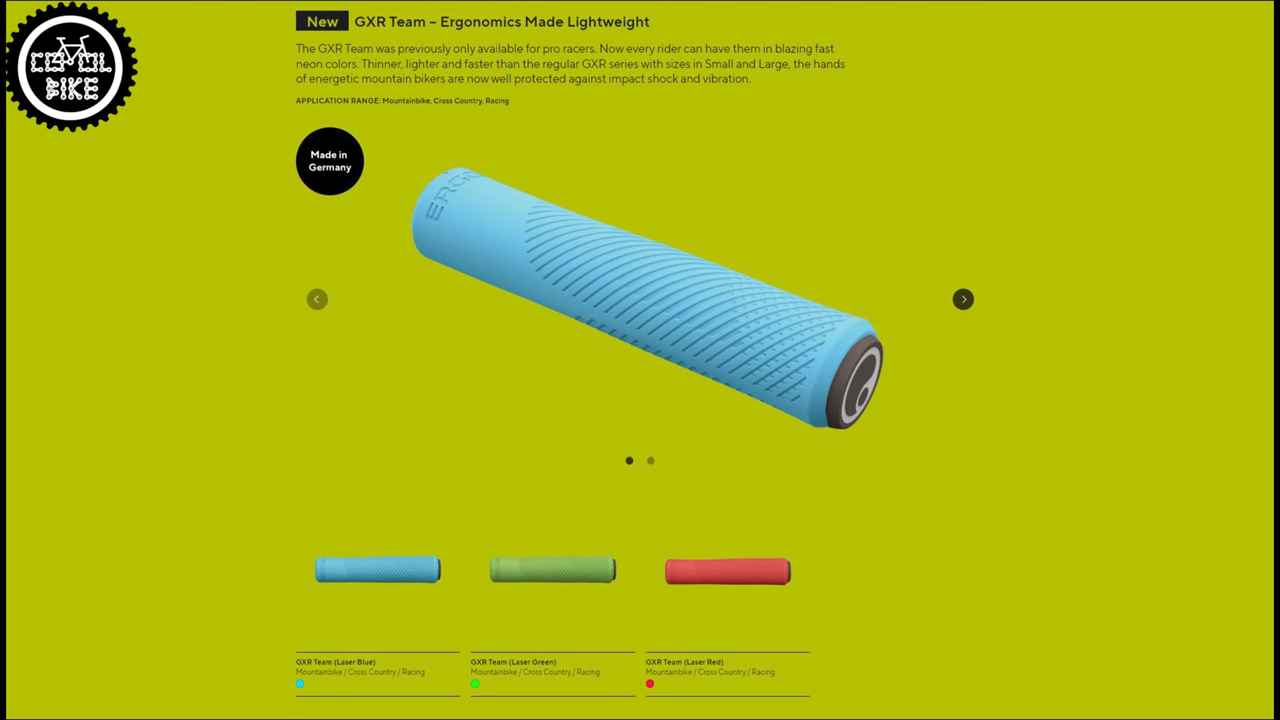 New GXR Team – Ergonomics Made Lightweight
The GXR Team was previously only available for pro racers. Now every rider can have them in blazing fast
neon colors. Thinner, lighter and faster than the regular GXR series with sizes in Small and Large, the hands
of energetic mountain bikers are now well protected against impact shock and vibration.
APPLICATION RANGE: Mountainbike, Cross Country, Racing
BIKE
Made in
Germany
ERGO
GXR Team (Laser Blue)
Mountainbike / Cross Country / Racing
GXR Team (Laser Green)
Mountainbike / Cross Country / Racing
GXR Team (Laser Red)
Mountainbike / Cross Country / Racing